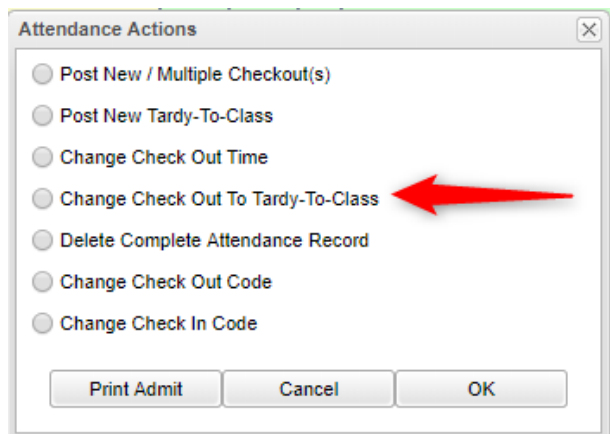 Attendance Actions
Post New / Multiple Checkout(s)
Post New Tardy-To-Class
Change Check Out Time
Change Check Out To Tardy-To-Class
Delete Complete Attendance Record
Change Check Out Code
Change Check In Code
Print Admit Cancel OK